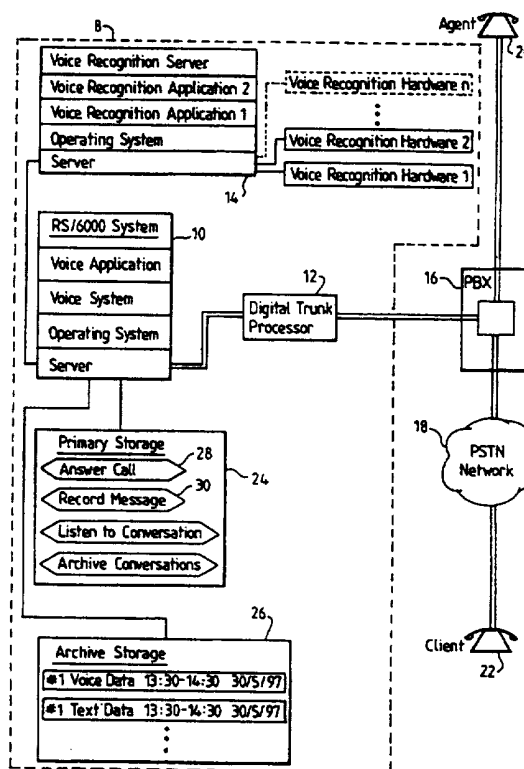 8
Agent
Voice Recognition Server
Voice Recognition Application 2
Voice Recognition Application 1
Operating System
Server
14
Voice Recognition Hardware n
Voice Recognition Hardware 2
Voice Recognition Hardware 1
RS/6000 System
10
Voice Application
Voice System
Operating System
Server
12
Digital Trunk
Processor
16
PBX
18
PSTN
Network
Primary Storage
Answer Call
28
24
Record Message
30
Listen to Conversation
Archive Conversations
26
Archive Storage
#1 Voice Data 13:30-14:30 30/5/97
#1 Text Data 13:30-14:30 30/5/97
Client
22